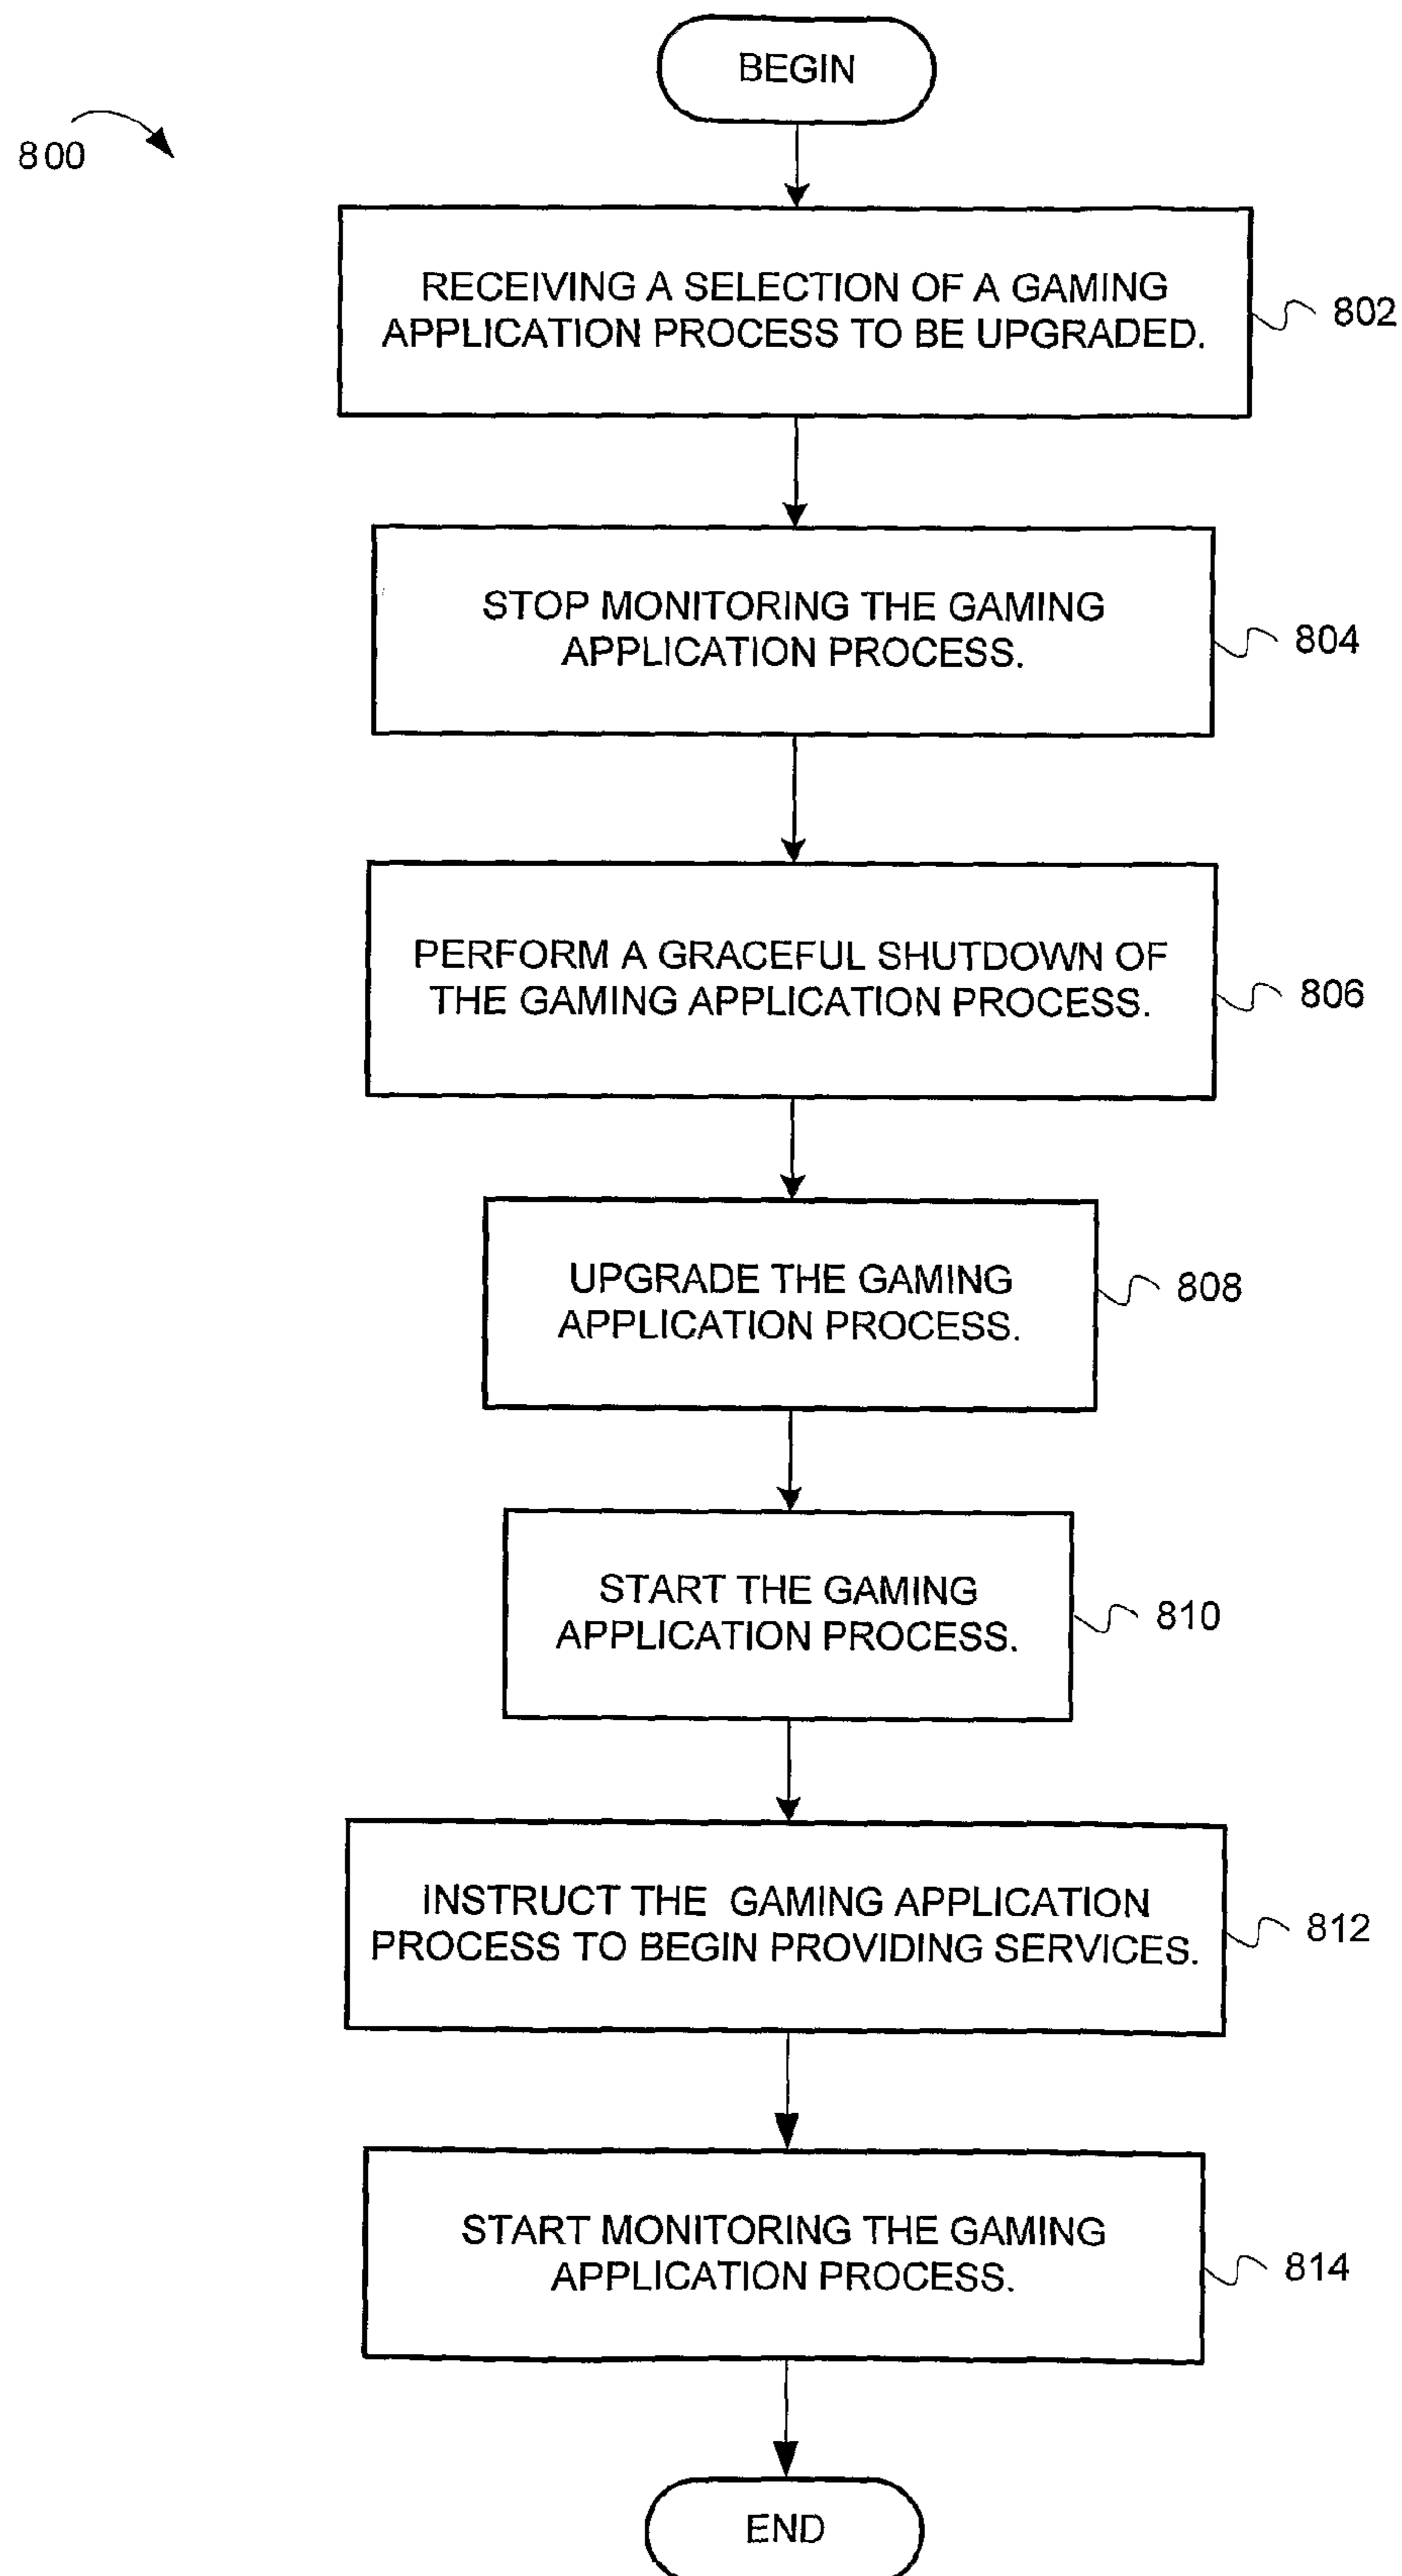 BEGIN
800
RECEIVING A SELECTION OF A GAMING
APPLICATION PROCESS TO BE UPGRADED.
802
STOP MONITORING THE GAMING
APPLICATION PROCESS.
804
PERFORM A GRACEFUL SHUTDOWN OF
THE GAMING APPLICATION PROCESS.
806
UPGRADE THE GAMING
APPLICATION PROCESS.
808
START THE GAMING
APPLICATION PROCESS.
810
INSTRUCT THE GAMING APPLICATION
PROCESS TO BEGIN PROVIDING SERVICES.
812
START MONITORING THE GAMING
APPLICATION PROCESS.
814
END